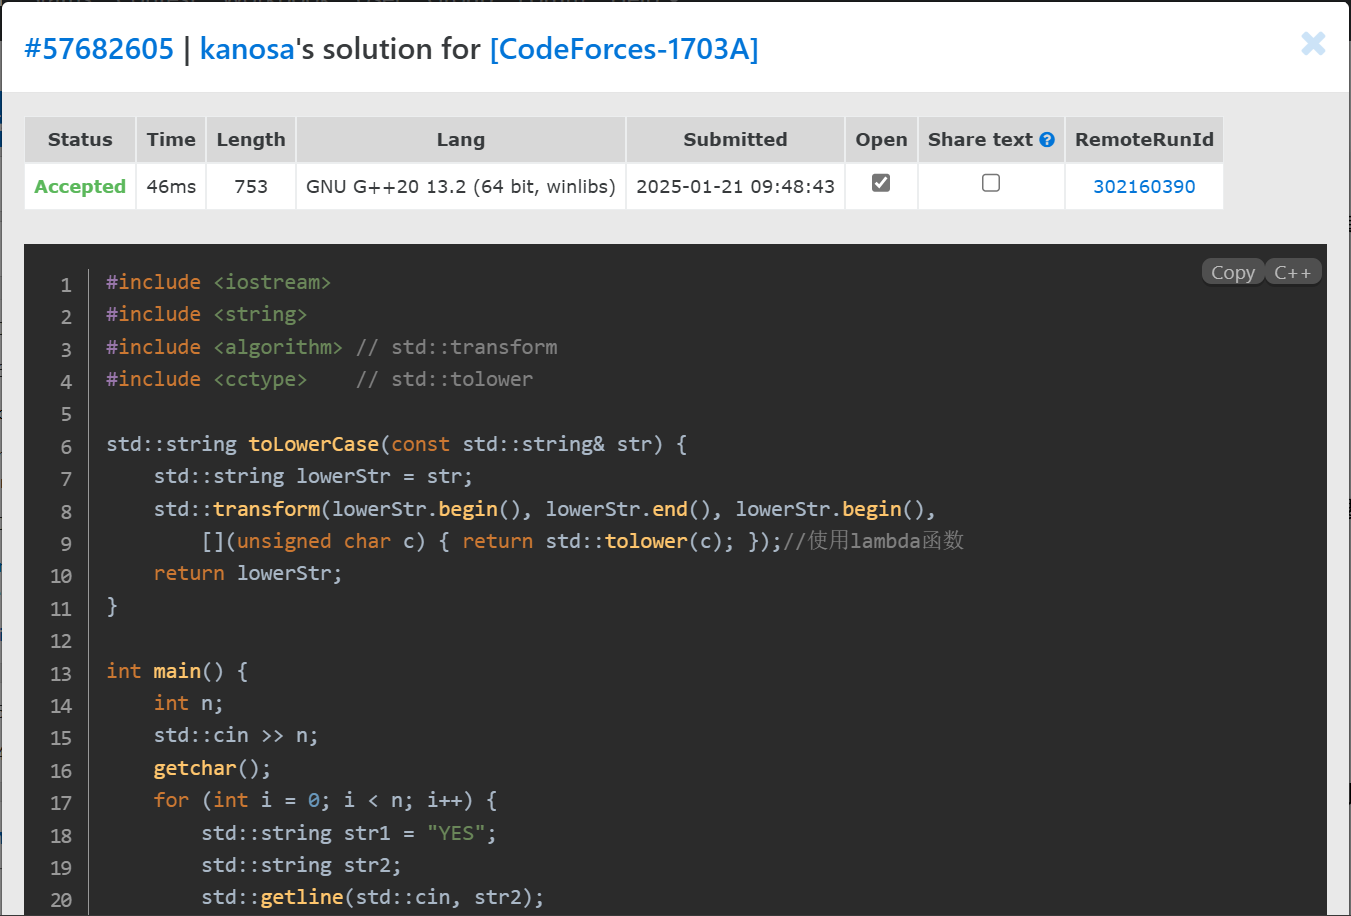 #57682605 | kanosa's solution for [CodeForces-1703A]
Status Time Length Lang Submitted Open Share text ? RemoteRunId
Accepted 46ms 753 GNU G++20 13.2 (64 bit, winlibs) 2025-01-21 09:48:43 302160390
Copy C++
1 #include <iostream>
2 #include <string>
3 #include <algorithm> // std::transform
4 #include <cctype>    // std::tolower
5
6 std::string toLowerCase(const std::string& str) {
7     std::string lowerStr = str;
8     std::transform(lowerStr.begin(), lowerStr.end(), lowerStr.begin(),
9         [](unsigned char c) { return std::tolower(c); });//使用lambda函数
10     return lowerStr;
11 }
12
13 int main() {
14     int n;
15     std::cin >> n;
16     getchar();
17     for (int i = 0; i < n; i++) {
18         std::string str1 = "YES";
19         std::string str2;
20         std::getline(std::cin, str2);